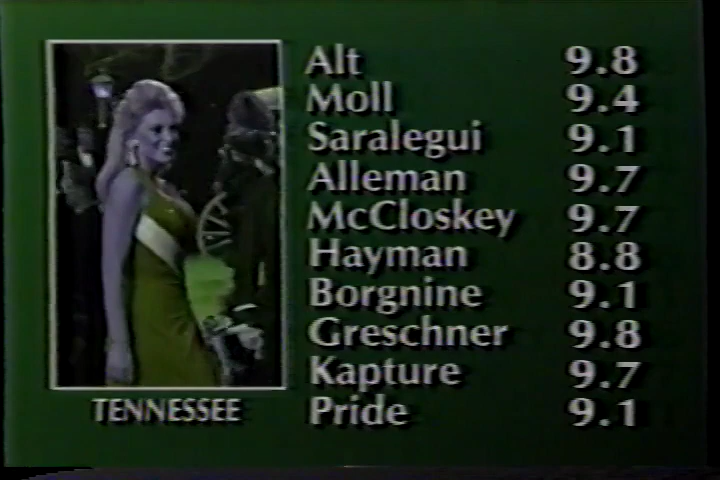 Alt 9.8
Moll 9.4
Saralegui 9.1
Alleman 9.7
McCloskey 9.7
Hayman 8.8
Borgnine 9.1
Greschner 9.8
Kapture 9.7
Pride 9.1
TENNESSEE